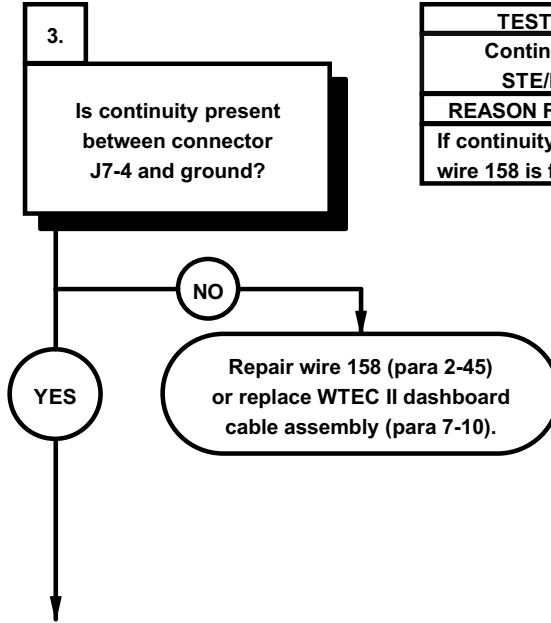 3.
Is continuity present
between connector
J7-4 and ground?
TEST
STE/
REASON
If continuity
wire 158 is
NO
YES
Repair wire 158 (para 2-45)
or replace WTEC II dashboard
cable assembly (para 7-10).